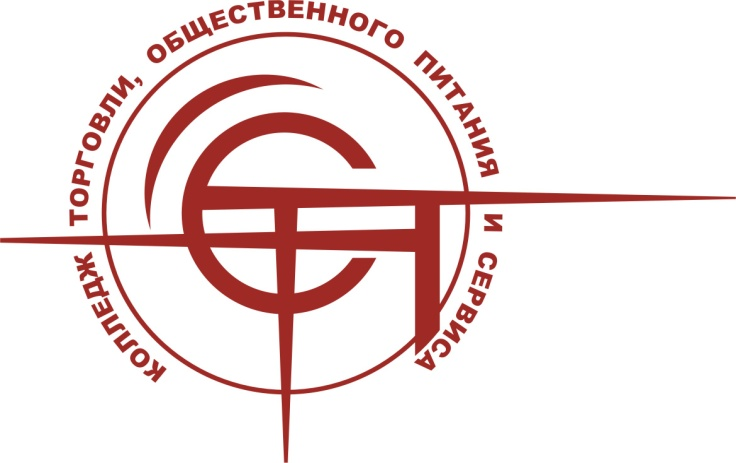 КОЛЛЕДЖ ТОРГОВЛИ, ОБЩЕСТВЕННОГО ПИТАНИЯ И СЕРВИСА